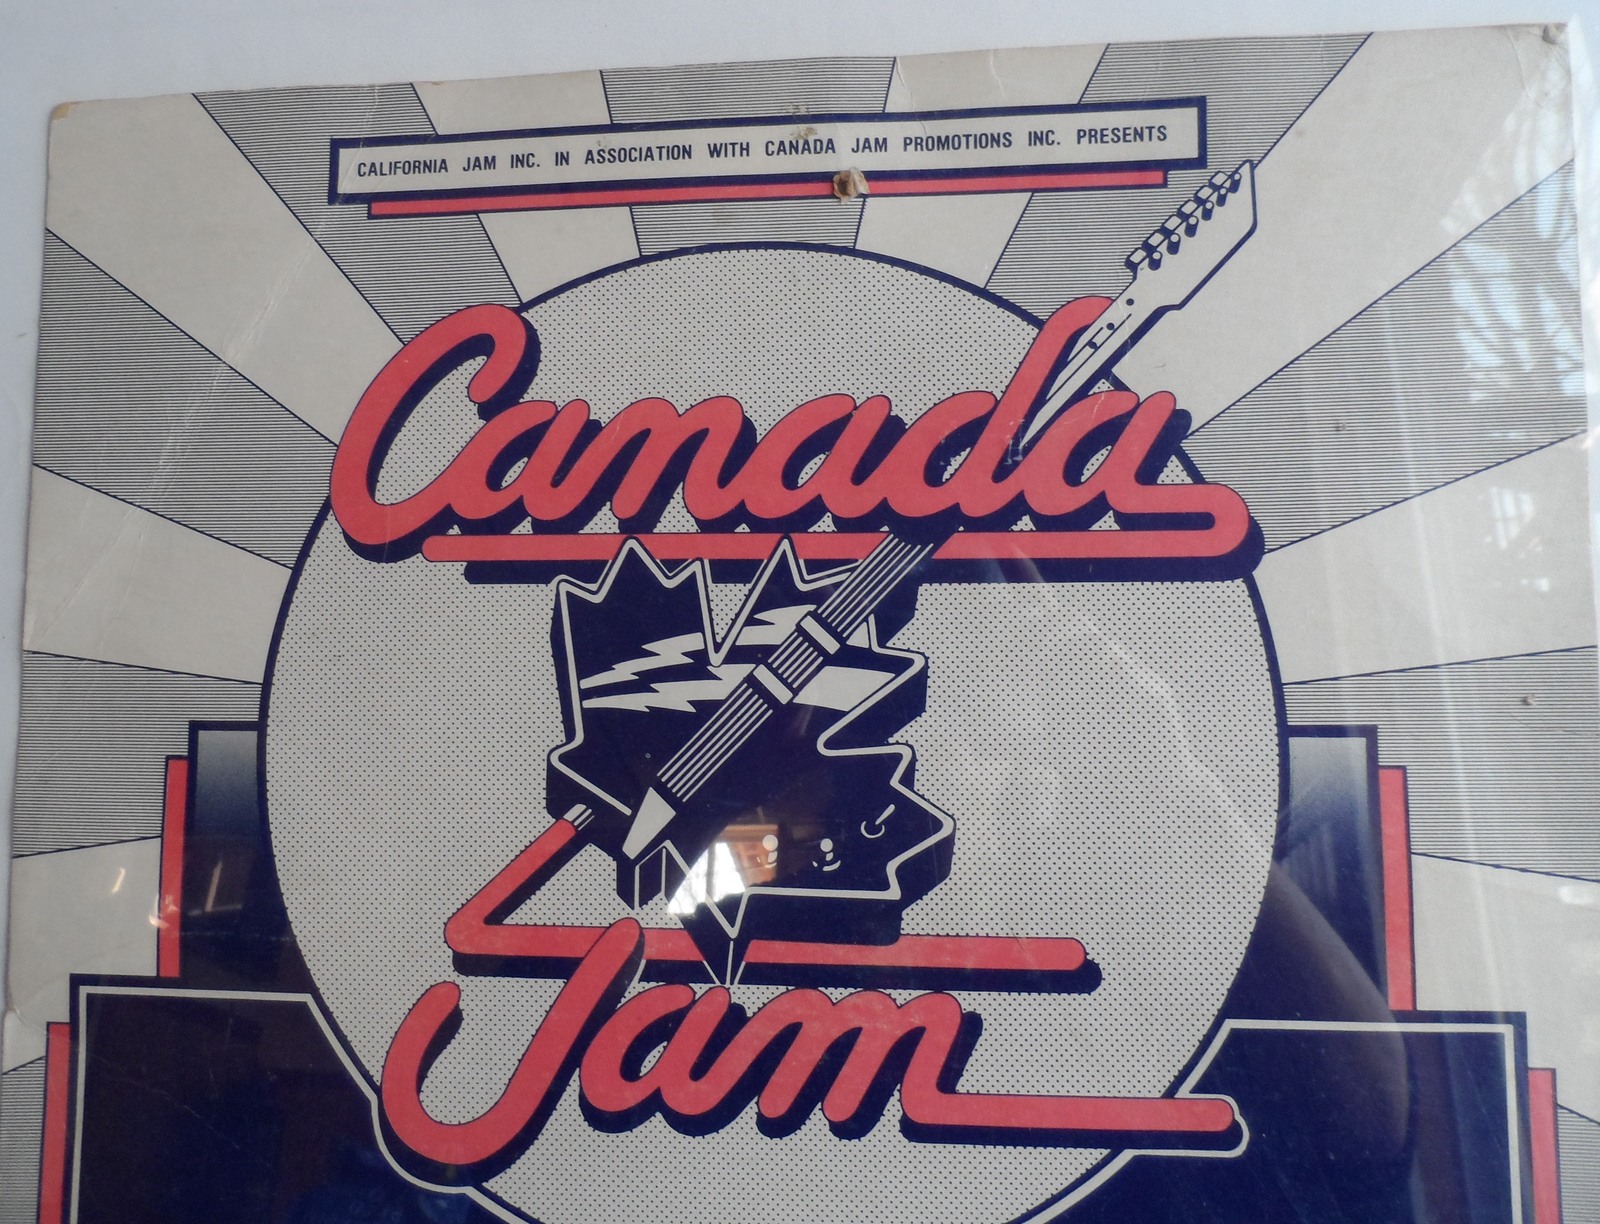 CALIFORNIA JAM INC. IN ASSOCIATION WITH CANADA JAM PROMOTIONS INC. PRESENTS
Canada
Jam